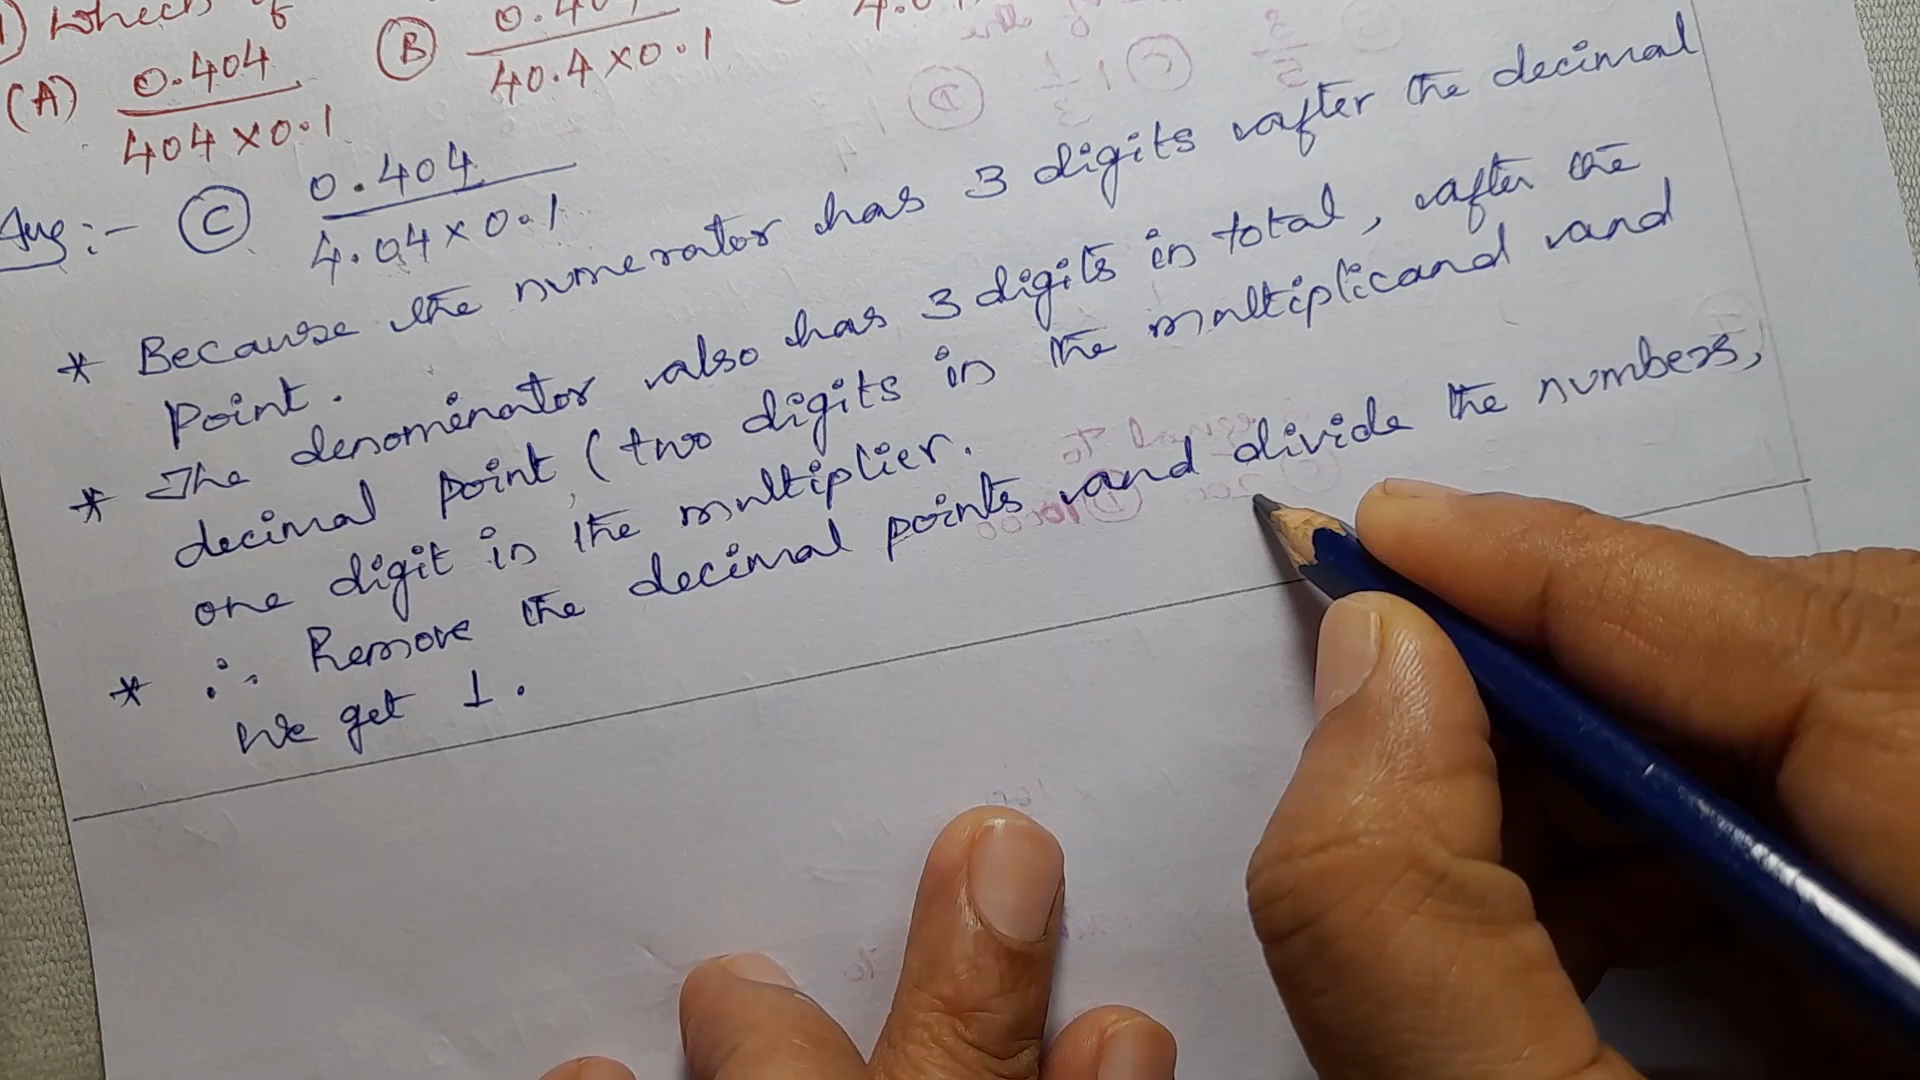 (A) 0.404 / 404×0.1 (B) / 40.4×0.1
Ans:- (C) 0.404 / 4.04×0.1
* Because the numerator has 3 digits after the decimal
Point.
* The denominator also has 3 digits in total, after the
decimal point (two digits in the multiplicand and
one digit in the multiplier.
* ∴ Remove the decimal points and divide the numbers,
We get 1.